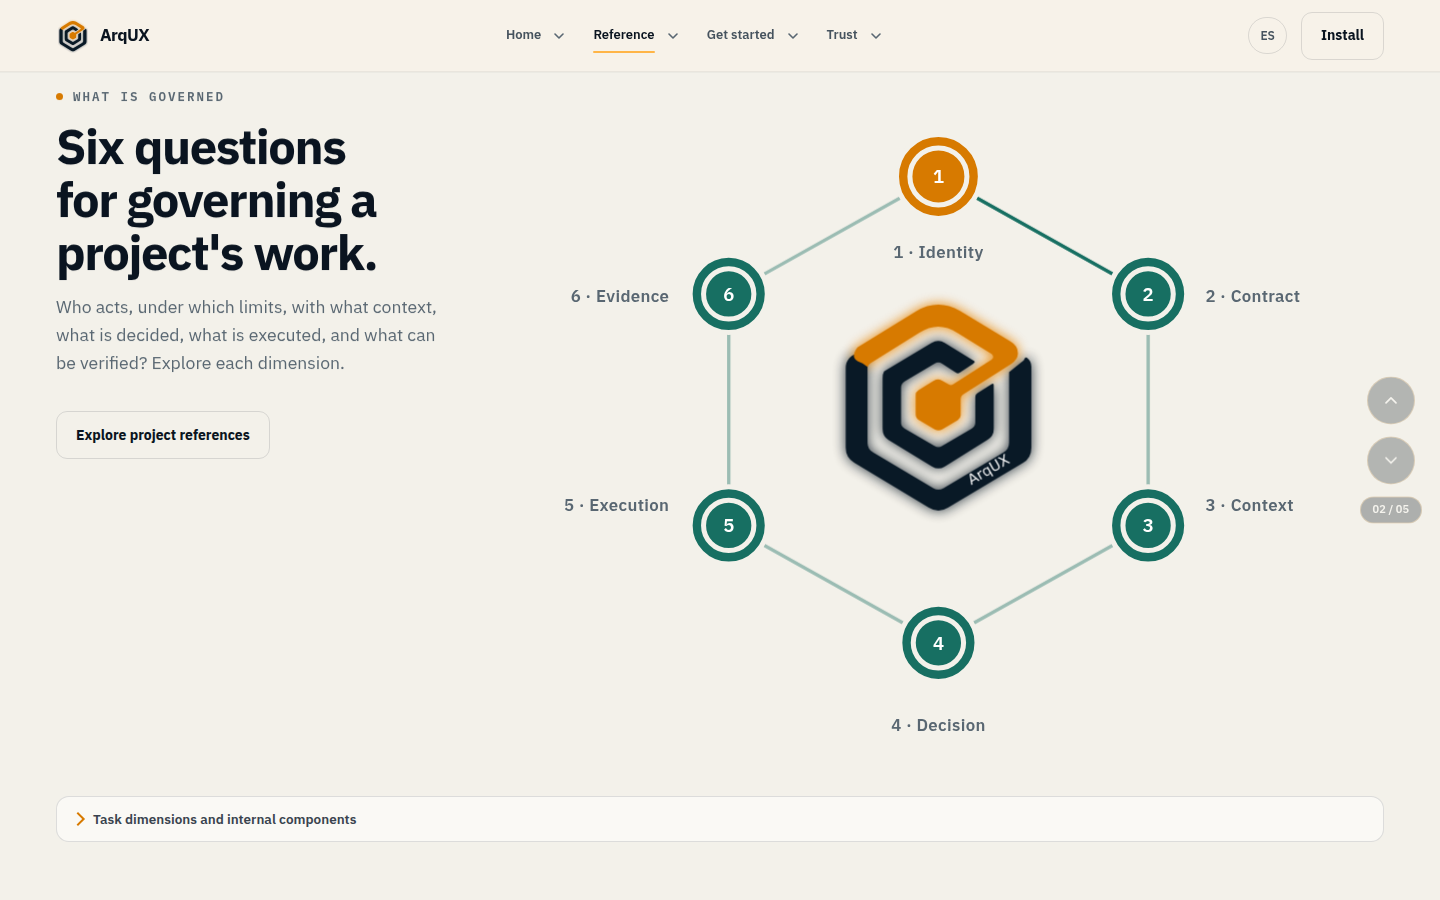 ArqUX
Home
Reference
Get started
Trust
ES
Install
WHAT IS GOVERNED
Six questions
for governing a
project's work.
Who acts, under which limits, with what context,
what is decided, what is executed, and what can
be verified? Explore each dimension.
Explore project references
1
1 · Identity
2
2 · Contract
3
3 · Context
4
4 · Decision
5
5 · Execution
6
6 · Evidence
ArqUX
02 / 05
Task dimensions and internal components